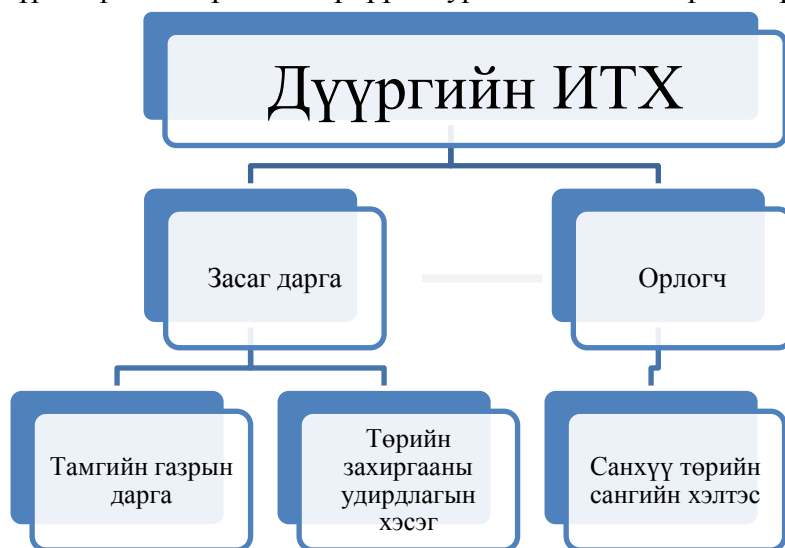 Дүүргийн ИТХ
Засаг дарга
Орлогч
Тамгийн газрын
дарга
Төрийн
захиргааны
удирдлагын
хэсэг
Санхүү төрийн
сангийн хэлтэс